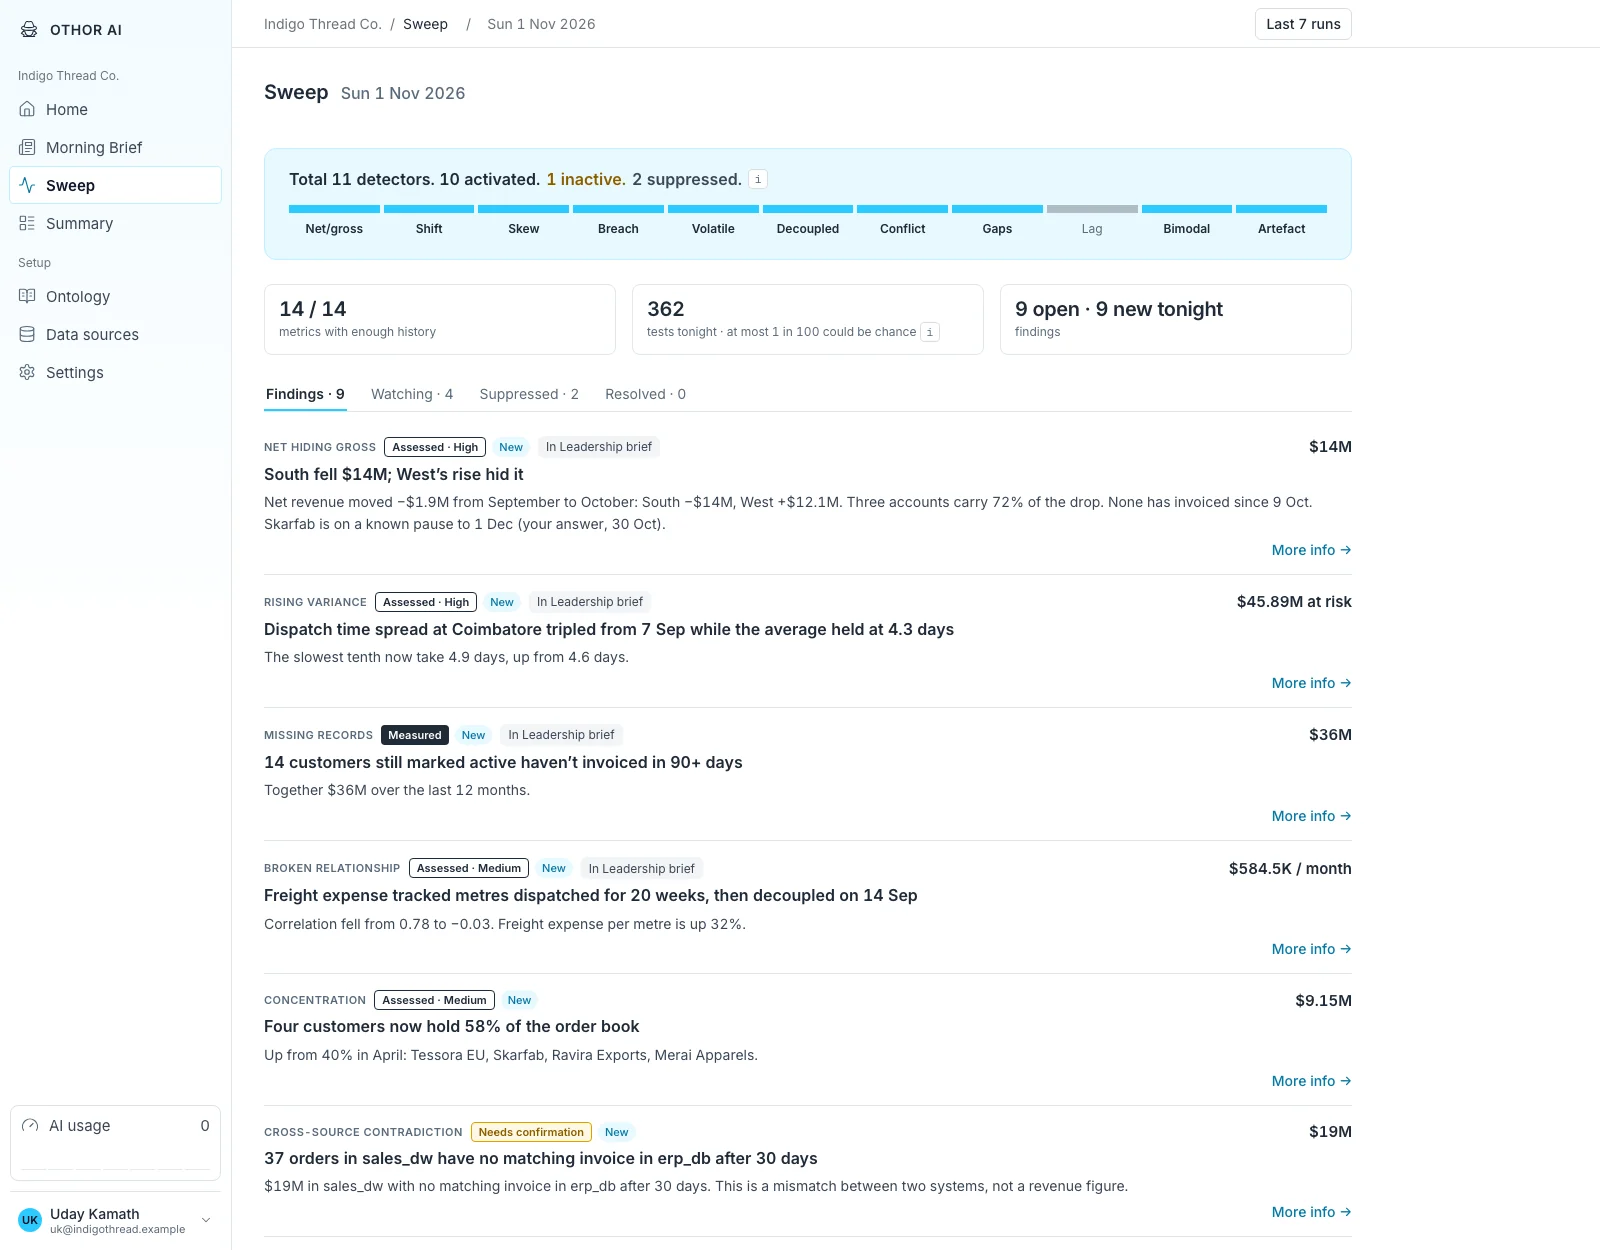 OTHOR AI
Indigo Thread Co.
Home
Morning Brief
Sweep
Summary
Setup
Ontology
Data sources
Settings
AI usage 0
UK
Uday Kamath
uk@indigothread.example
Indigo Thread Co. / Sweep / Sun 1 Nov 2026
Last 7 runs
Sweep Sun 1 Nov 2026
Total 11 detectors. 10 activated. 1 inactive. 2 suppressed. i
Net/gross Shift Skew Breach Volatile Decoupled Conflict Gaps Lag Bimodal Artefact
14 / 14
metrics with enough history
362
tests tonight · at most 1 in 100 could be chance i
9 open · 9 new tonight
findings
Findings · 9 Watching · 4 Suppressed · 2 Resolved · 0
NET HIDING GROSS Assessed · High New In Leadership brief $14M
South fell $14M; West’s rise hid it
Net revenue moved −$1.9M from September to October: South −$14M, West +$12.1M. Three accounts carry 72% of the drop. None has invoiced since 9 Oct.
Skarfab is on a known pause to 1 Dec (your answer, 30 Oct).
More info →
RISING VARIANCE Assessed · High New In Leadership brief $45.89M at risk
Dispatch time spread at Coimbatore tripled from 7 Sep while the average held at 4.3 days
The slowest tenth now take 4.9 days, up from 4.6 days.
More info →
MISSING RECORDS Measured New In Leadership brief $36M
14 customers still marked active haven’t invoiced in 90+ days
Together $36M over the last 12 months.
More info →
BROKEN RELATIONSHIP Assessed · Medium New In Leadership brief $584.5K / month
Freight expense tracked metres dispatched for 20 weeks, then decoupled on 14 Sep
Correlation fell from 0.78 to −0.03. Freight expense per metre is up 32%.
More info →
CONCENTRATION Assessed · Medium New $9.15M
Four customers now hold 58% of the order book
Up from 40% in April: Tessora EU, Skarfab, Ravira Exports, Merai Apparels.
More info →
CROSS-SOURCE CONTRADICTION Needs confirmation New $19M
37 orders in sales_dw have no matching invoice in erp_db after 30 days
$19M in sales_dw with no matching invoice in erp_db after 30 days. This is a mismatch between two systems, not a revenue figure.
More info →